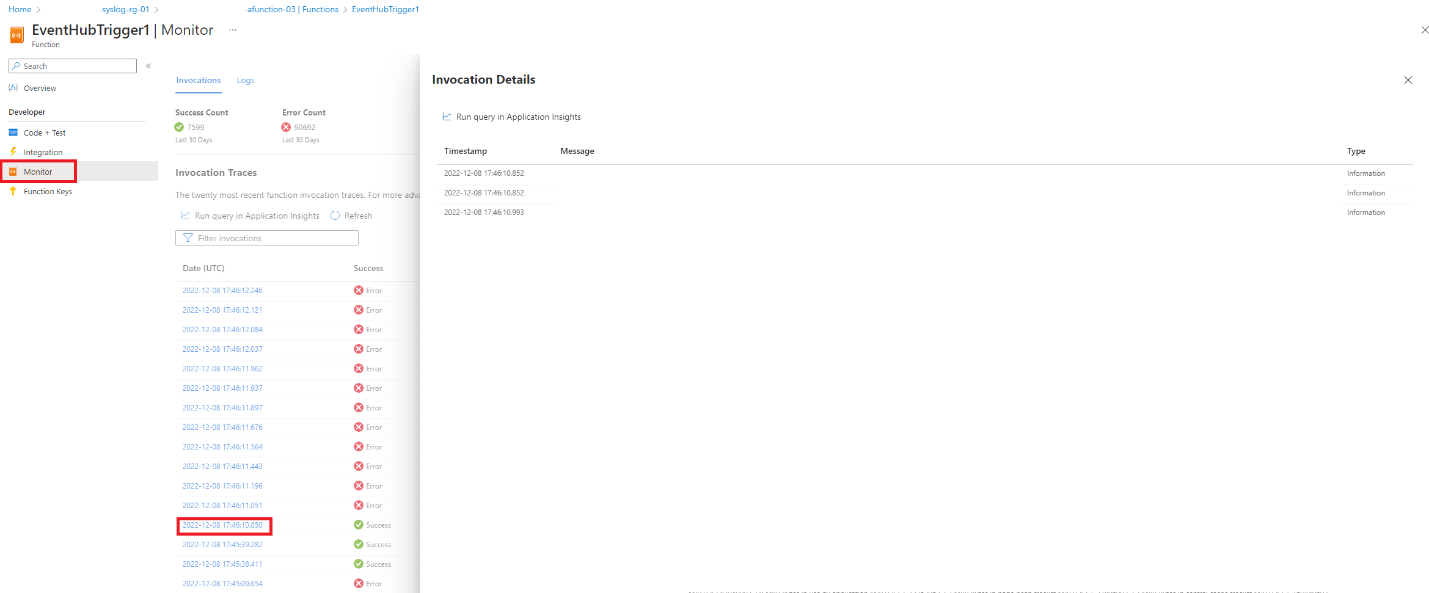 Home > -syslog-rg-01 > -afunction-03 | Functions > EventHubTrigger1
EventHubTrigger1 | Monitor ...
Function
Search «
Overview
Developer
Code + Test
Integration
Monitor
Function Keys
Invocations Logs
Success Count Error Count
7599 90692
Last 30 Days Last 30 Days
Invocation Traces
The twenty most recent function invocation traces. For more adva
Run query in Application Insights Refresh
Filter invocations
Date (UTC) Success
2022-12-08 17:46:12.246 Error
2022-12-08 17:46:12.121 Error
2022-12-08 17:46:12.084 Error
2022-12-08 17:46:12.037 Error
2022-12-08 17:46:11.962 Error
2022-12-08 17:46:11.937 Error
2022-12-08 17:46:11.897 Error
2022-12-08 17:46:11.676 Error
2022-12-08 17:46:11.564 Error
2022-12-08 17:46:11.443 Error
2022-12-08 17:46:11.196 Error
2022-12-08 17:46:11.051 Error
2022-12-08 17:46:10.850 Success
2022-12-08 17:45:39.282 Success
2022-12-08 17:45:38.411 Success
2022-12-08 17:45:09.654 Error
Invocation Details
Run query in Application Insights
Timestamp Message Type
2022-12-08 17:46:10.852 Information
2022-12-08 17:46:10.852 Information
2022-12-08 17:46:10.993 Information